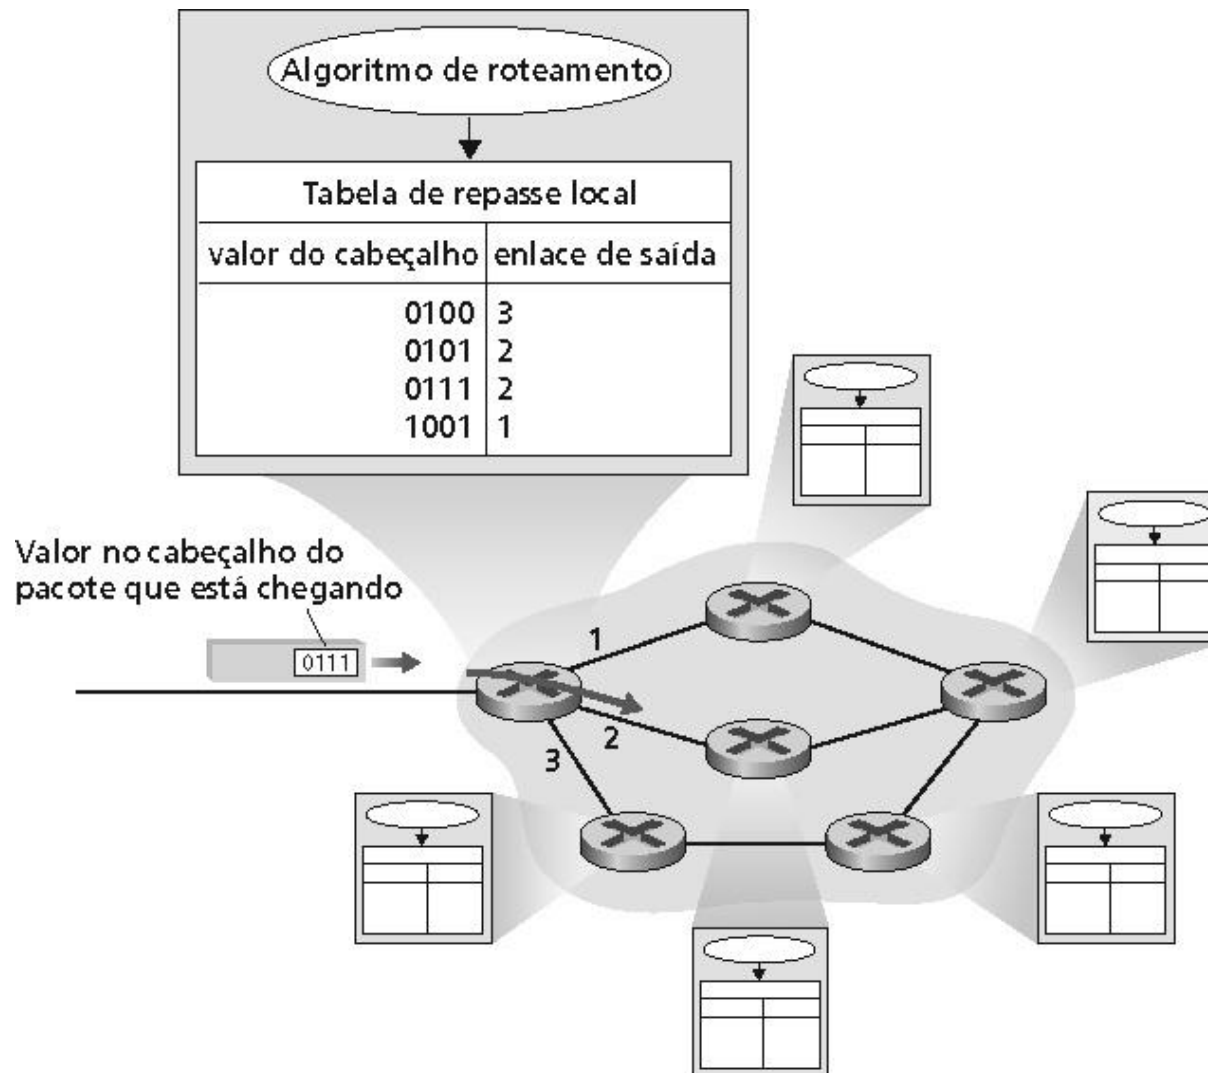 Algoritmo de roteamento
Tabela de repasse local
valor do cabeçalho enlace de saída
0100 3
0101 2
0111 2
1001 1
Valor no cabeçalho do
pacote que está chegando
0111
1
2
3